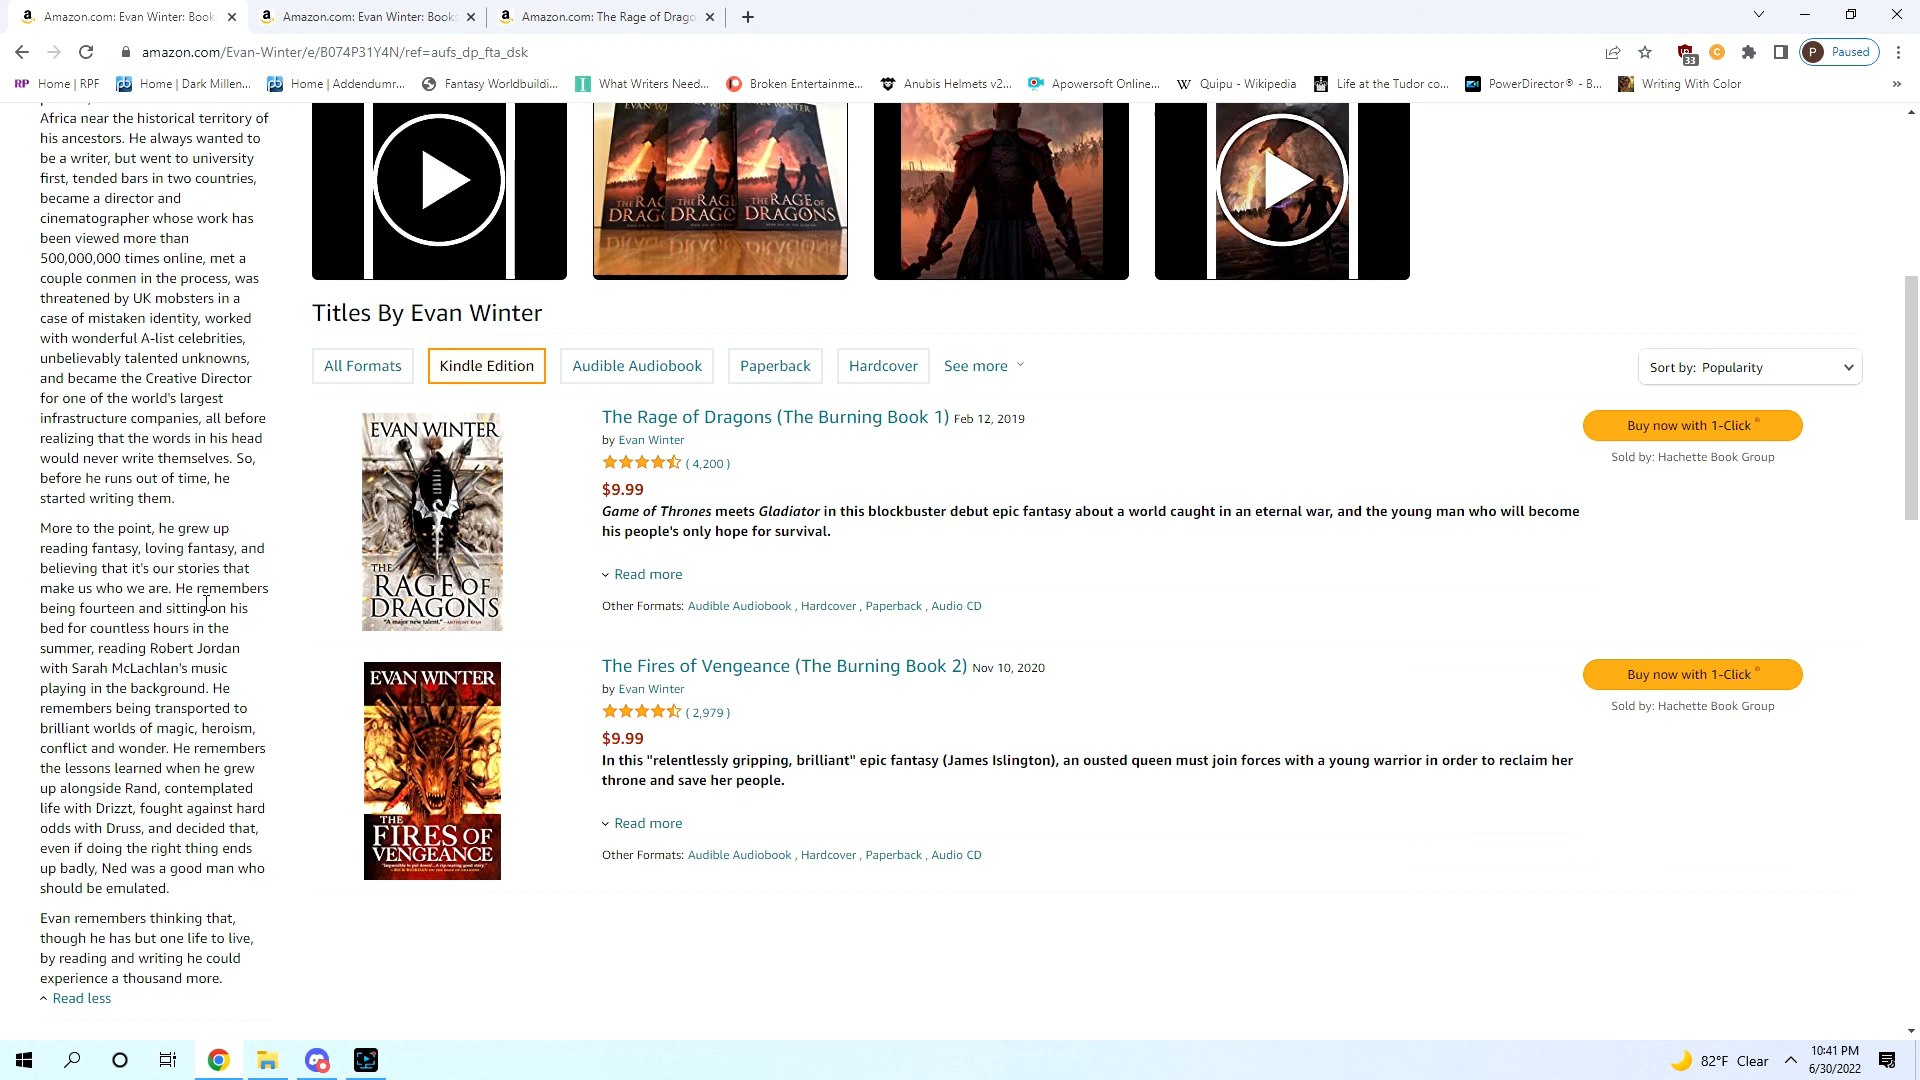 Amazon.com: Evan Winter: Book
Amazon.com: Evan Winter: Books
Amazon.com: The Rage of Drago
amazon.com/Evan-Winter/e/B074P31Y4N/ref=aufs_dp_fta_dsk
33
C
P
Paused
RP Home | RPF
Home | Dark Millen...
Home | Addendumr...
Fantasy Worldbuildi...
What Writers Need...
Broken Entertainme...
Anubis Helmets v2...
Apowersoft Online...
W Quipu - Wikipedia
Life at the Tudor co...
PowerDirector® - B...
Writing With Color
»
Africa near the historical territory of
his ancestors. He always wanted to
be a writer, but went to university
first, tended bars in two countries,
became a director and
cinematographer whose work has
been viewed more than
500,000,000 times online, met a
couple conmen in the process, was
threatened by UK mobsters in a
case of mistaken identity, worked
with wonderful A-list celebrities,
unbelievably talented unknowns,
and became the Creative Director
for one of the world's largest
infrastructure companies, all before
realizing that the words in his head
would never write themselves. So,
before he runs out of time, he
started writing them.
More to the point, he grew up
reading fantasy, loving fantasy, and
believing that it's our stories that
make us who we are. He remembers
being fourteen and sitting on his
bed for countless hours in the
summer, reading Robert Jordan
with Sarah McLachlan's music
playing in the background. He
remembers being transported to
brilliant worlds of magic, heroism,
conflict and wonder. He remembers
the lessons learned when he grew
up alongside Rand, contemplated
life with Drizzt, fought against hard
odds with Druss, and decided that,
even if doing the right thing ends
up badly, Ned was a good man who
should be emulated.
Evan remembers thinking that,
though he has but one life to live,
by reading and writing he could
experience a thousand more.
Read less
THE RAGE OF
DRAGONS
Titles By Evan Winter
All Formats
Kindle Edition
Audible Audiobook
Paperback
Hardcover
See more
Sort by: Popularity
EVAN WINTER
THE
RAGE OF
DRAGONS
"A major new talent." —ANTHONY RYAN
The Rage of Dragons (The Burning Book 1) Feb 12, 2019
by Evan Winter
( 4,200 )
$9.99
Game of Thrones meets Gladiator in this blockbuster debut epic fantasy about a world caught in an eternal war, and the young man who will become
his people's only hope for survival.
Read more
Other Formats: Audible Audiobook , Hardcover , Paperback , Audio CD
Buy now with 1-Click ®
Sold by: Hachette Book Group
EVAN WINTER
THE
FIRES OF
VENGEANCE
The Fires of Vengeance (The Burning Book 2) Nov 10, 2020
by Evan Winter
( 2,979 )
$9.99
In this "relentlessly gripping, brilliant" epic fantasy (James Islington), an ousted queen must join forces with a young warrior in order to reclaim her
throne and save her people.
Read more
Other Formats: Audible Audiobook , Hardcover , Paperback , Audio CD
Buy now with 1-Click ®
Sold by: Hachette Book Group
82°F Clear
10:41 PM
6/30/2022